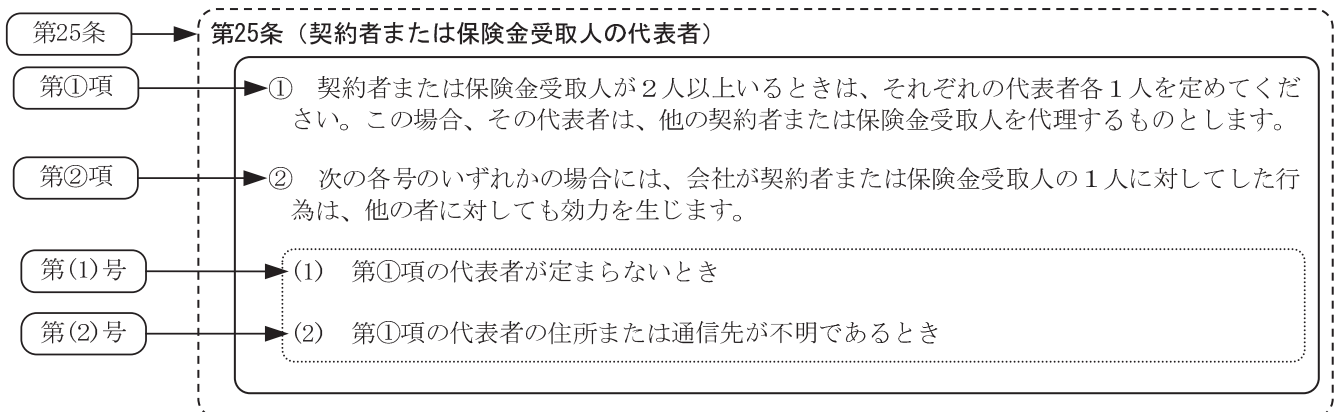 第25条
第25条（契約者または保険金受取人の代表者）
第①項
①　契約者または保険金受取人が２人以上いるときは、それぞれの代表者各１人を定めてくだ
さい。この場合、その代表者は、他の契約者または保険金受取人を代理するものとします。
第②項
②　次の各号のいずれかの場合には、会社が契約者または保険金受取人の１人に対してした行
為は、他の者に対しても効力を生じます。
第(1)号
(1)　第①項の代表者が定まらないとき
第(2)号
(2)　第①項の代表者の住所または通信先が不明であるとき